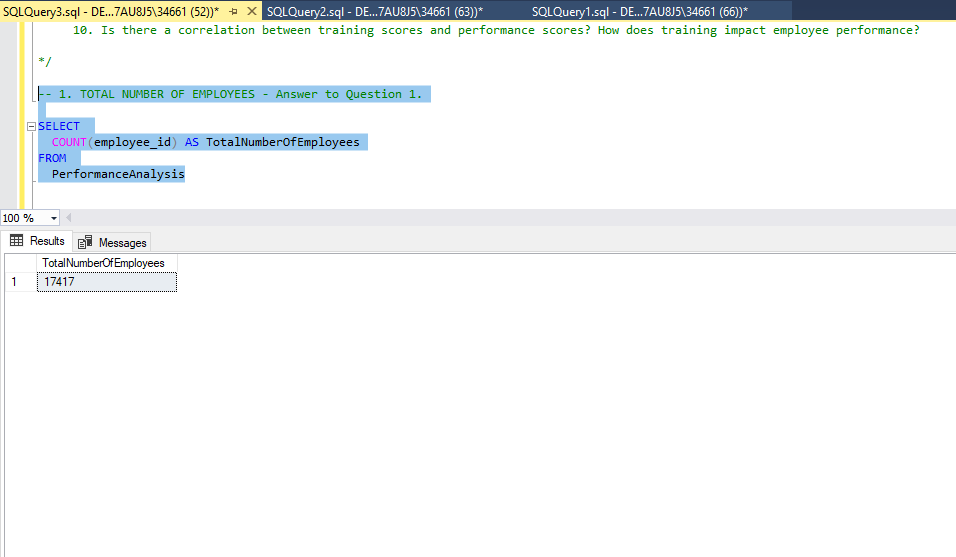 SQLQuery3.sql - DE...7AU8J5\34661 (52))* SQLQuery2.sql - DE...7AU8J5\34661 (63))* SQLQuery1.sql - DE...7AU8J5\34661 (66))*
10. Is there a correlation between training scores and performance scores? How does training impact employee performance?
*/
-- 1. TOTAL NUMBER OF EMPLOYEES - Answer to Question 1.
SELECT
COUNT(employee_id) AS TotalNumberOfEmployees
FROM
PerformanceAnalysis
100 %
Results Messages
TotalNumberOfEmployees
1 17417